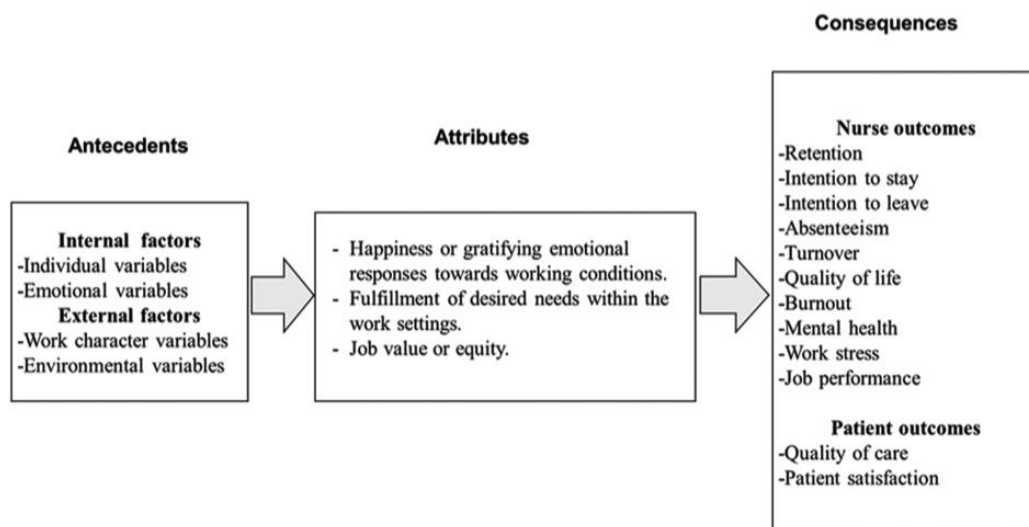 Antecedents
Internal factors
-Individual variables
-Emotional variables
External factors
-Work character variables
-Environmental variables
Attributes
- Happiness or gratifying emotional
responses towards working conditions.
- Fulfillment of desired needs within the
work settings.
- Job value or equity.
Consequences
Nurse outcomes
-Retention
-Intention to stay
-Intention to leave
-Absenteeism
-Turnover
-Quality of life
-Burnout
-Mental health
-Work stress
-Job performance
Patient outcomes
-Quality of care
-Patient satisfaction